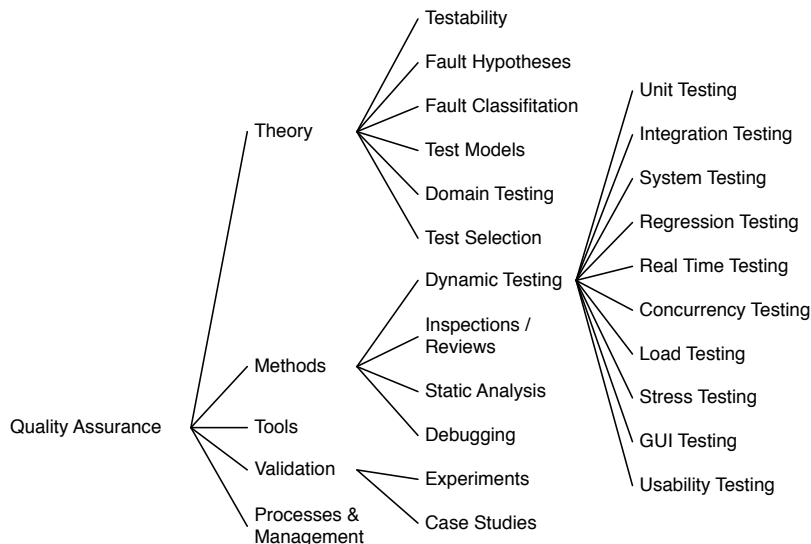 Quality Assurance
Theory
Testability
Fault Hypotheses
Fault Classifitation
Test Models
Domain Testing
Test Selection
Methods
Dynamic Testing
Unit Testing
Integration Testing
System Testing
Regression Testing
Real Time Testing
Concurrency Testing
Load Testing
Stress Testing
GUI Testing
Usability Testing
Inspections /
Reviews
Static Analysis
Debugging
Tools
Validation
Experiments
Case Studies
Processes &
Management